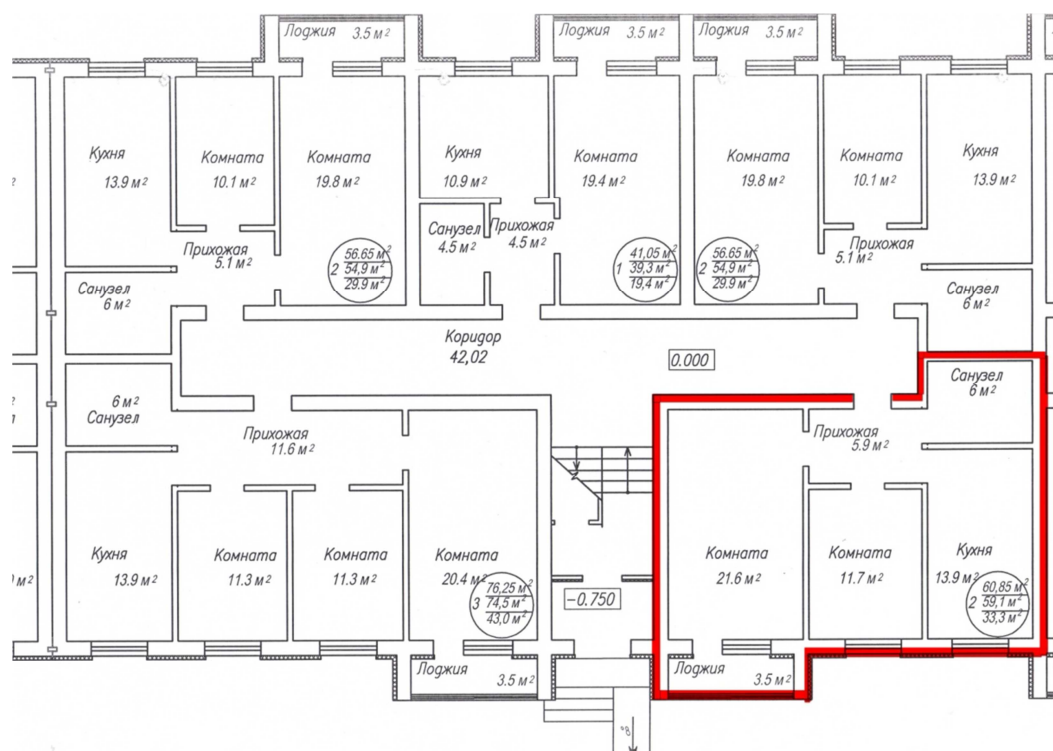 Лоджия 3.5 м²
Лоджия 3.5 м²
Лоджия 3.5 м²
Кухня
13.9 м²
Комната
10.1 м²
Комната
19.8 м²
Кухня
10.9 м²
Комната
19.4 м²
Комната
19.8 м²
Комната
10.1 м²
Кухня
13.9 м²
Прихожая
5.1 м²
Санузел
4.5 м²
Прихожая
4.5 м²
Прихожая
5.1 м²
2
56.65 м²
54,9 м²
29.9 м²
1
41,05 м²
39,3 м²
19,4 м²
2
56.65 м²
54,9 м²
29.9 м²
Санузел
6 м²
Санузел
6 м²
Коридор
42,02
0.000
6 м²
Санузел
Санузел
6 м²
Прихожая
11.6 м²
Прихожая
5.9 м²
Кухня
13.9 м²
Комната
11.3 м²
Комната
11.3 м²
Комната
20.4 м²
3
76,25 м²
74,5 м²
43,0 м²
-0.750
Комната
21.6 м²
Комната
11.7 м²
Кухня
13.9 м²
2
60,85 м²
59,1 м²
33,3 м²
Лоджия
3.5 м²
Лоджия
3.5 м²